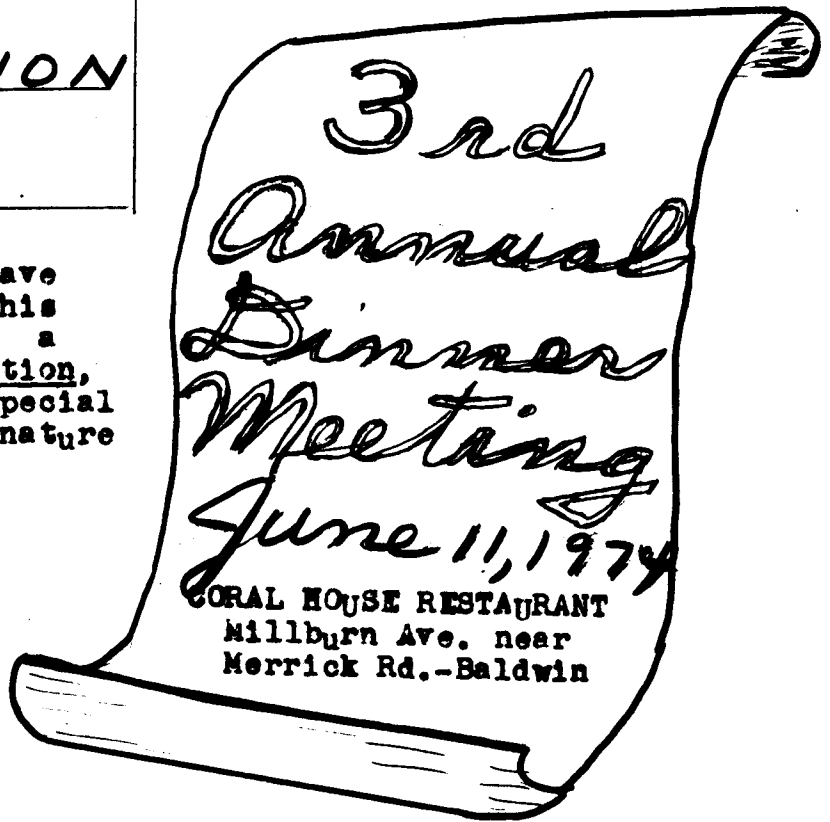 ION
ave
his
a
tion,
pecial
nature
3rd
Annual
Dinner
Meeting
June 11, 1974
CORAL HOUSE RESTAURANT
Millburn Ave. near
Merrick Rd.-Baldwin